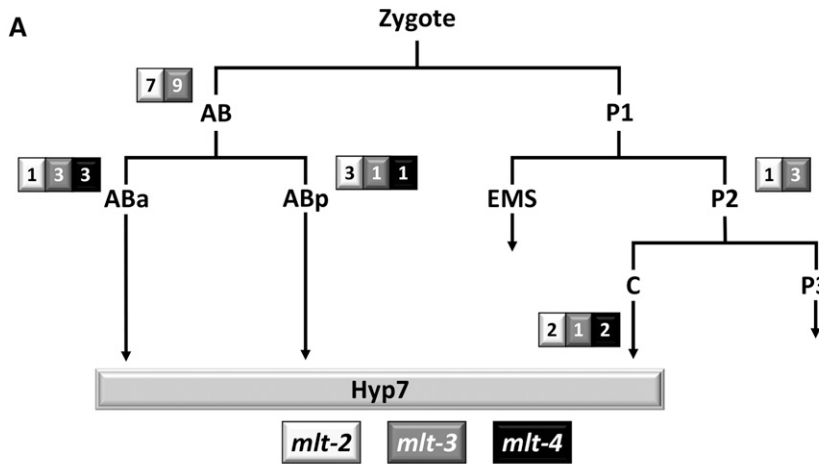 A
Zygote
7 9
AB
P1
1 3 3
ABa
3 1 1
ABp
EMS
P2
1 3
C
P3
2 1 2
Hyp7
mlt-2 mlt-3 mlt-4